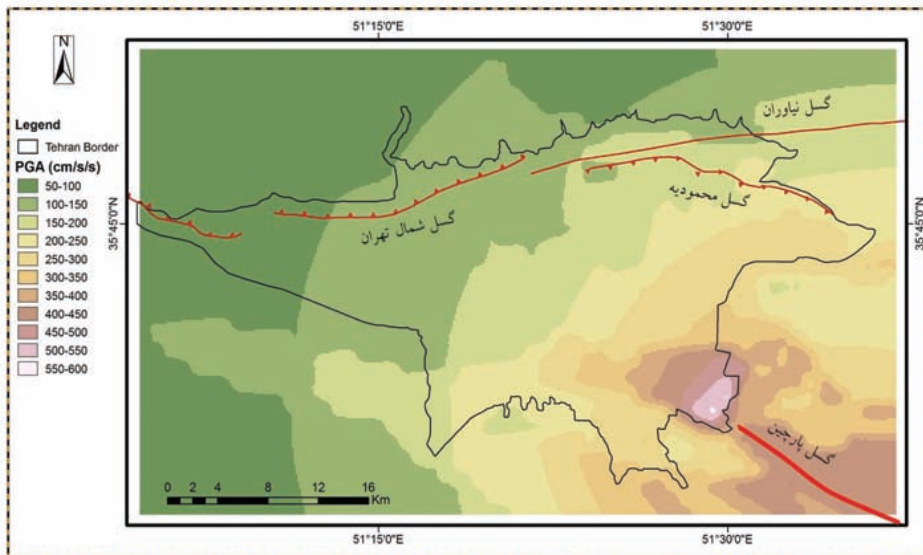 51°15'0"E
51°30'0"E
N
Legend
Tehran Border
PGA (cm/s/s)
50-100
100-150
150-200
200-250
250-300
300-350
350-400
400-450
450-500
500-550
550-600
35°45'0"N
35°45'0"N
گسل نیاوران
گسل محمودیه
گسل شمال تهران
گسل پارچین
0 2 4 8 12 16
Km
51°15'0"E
51°30'0"E